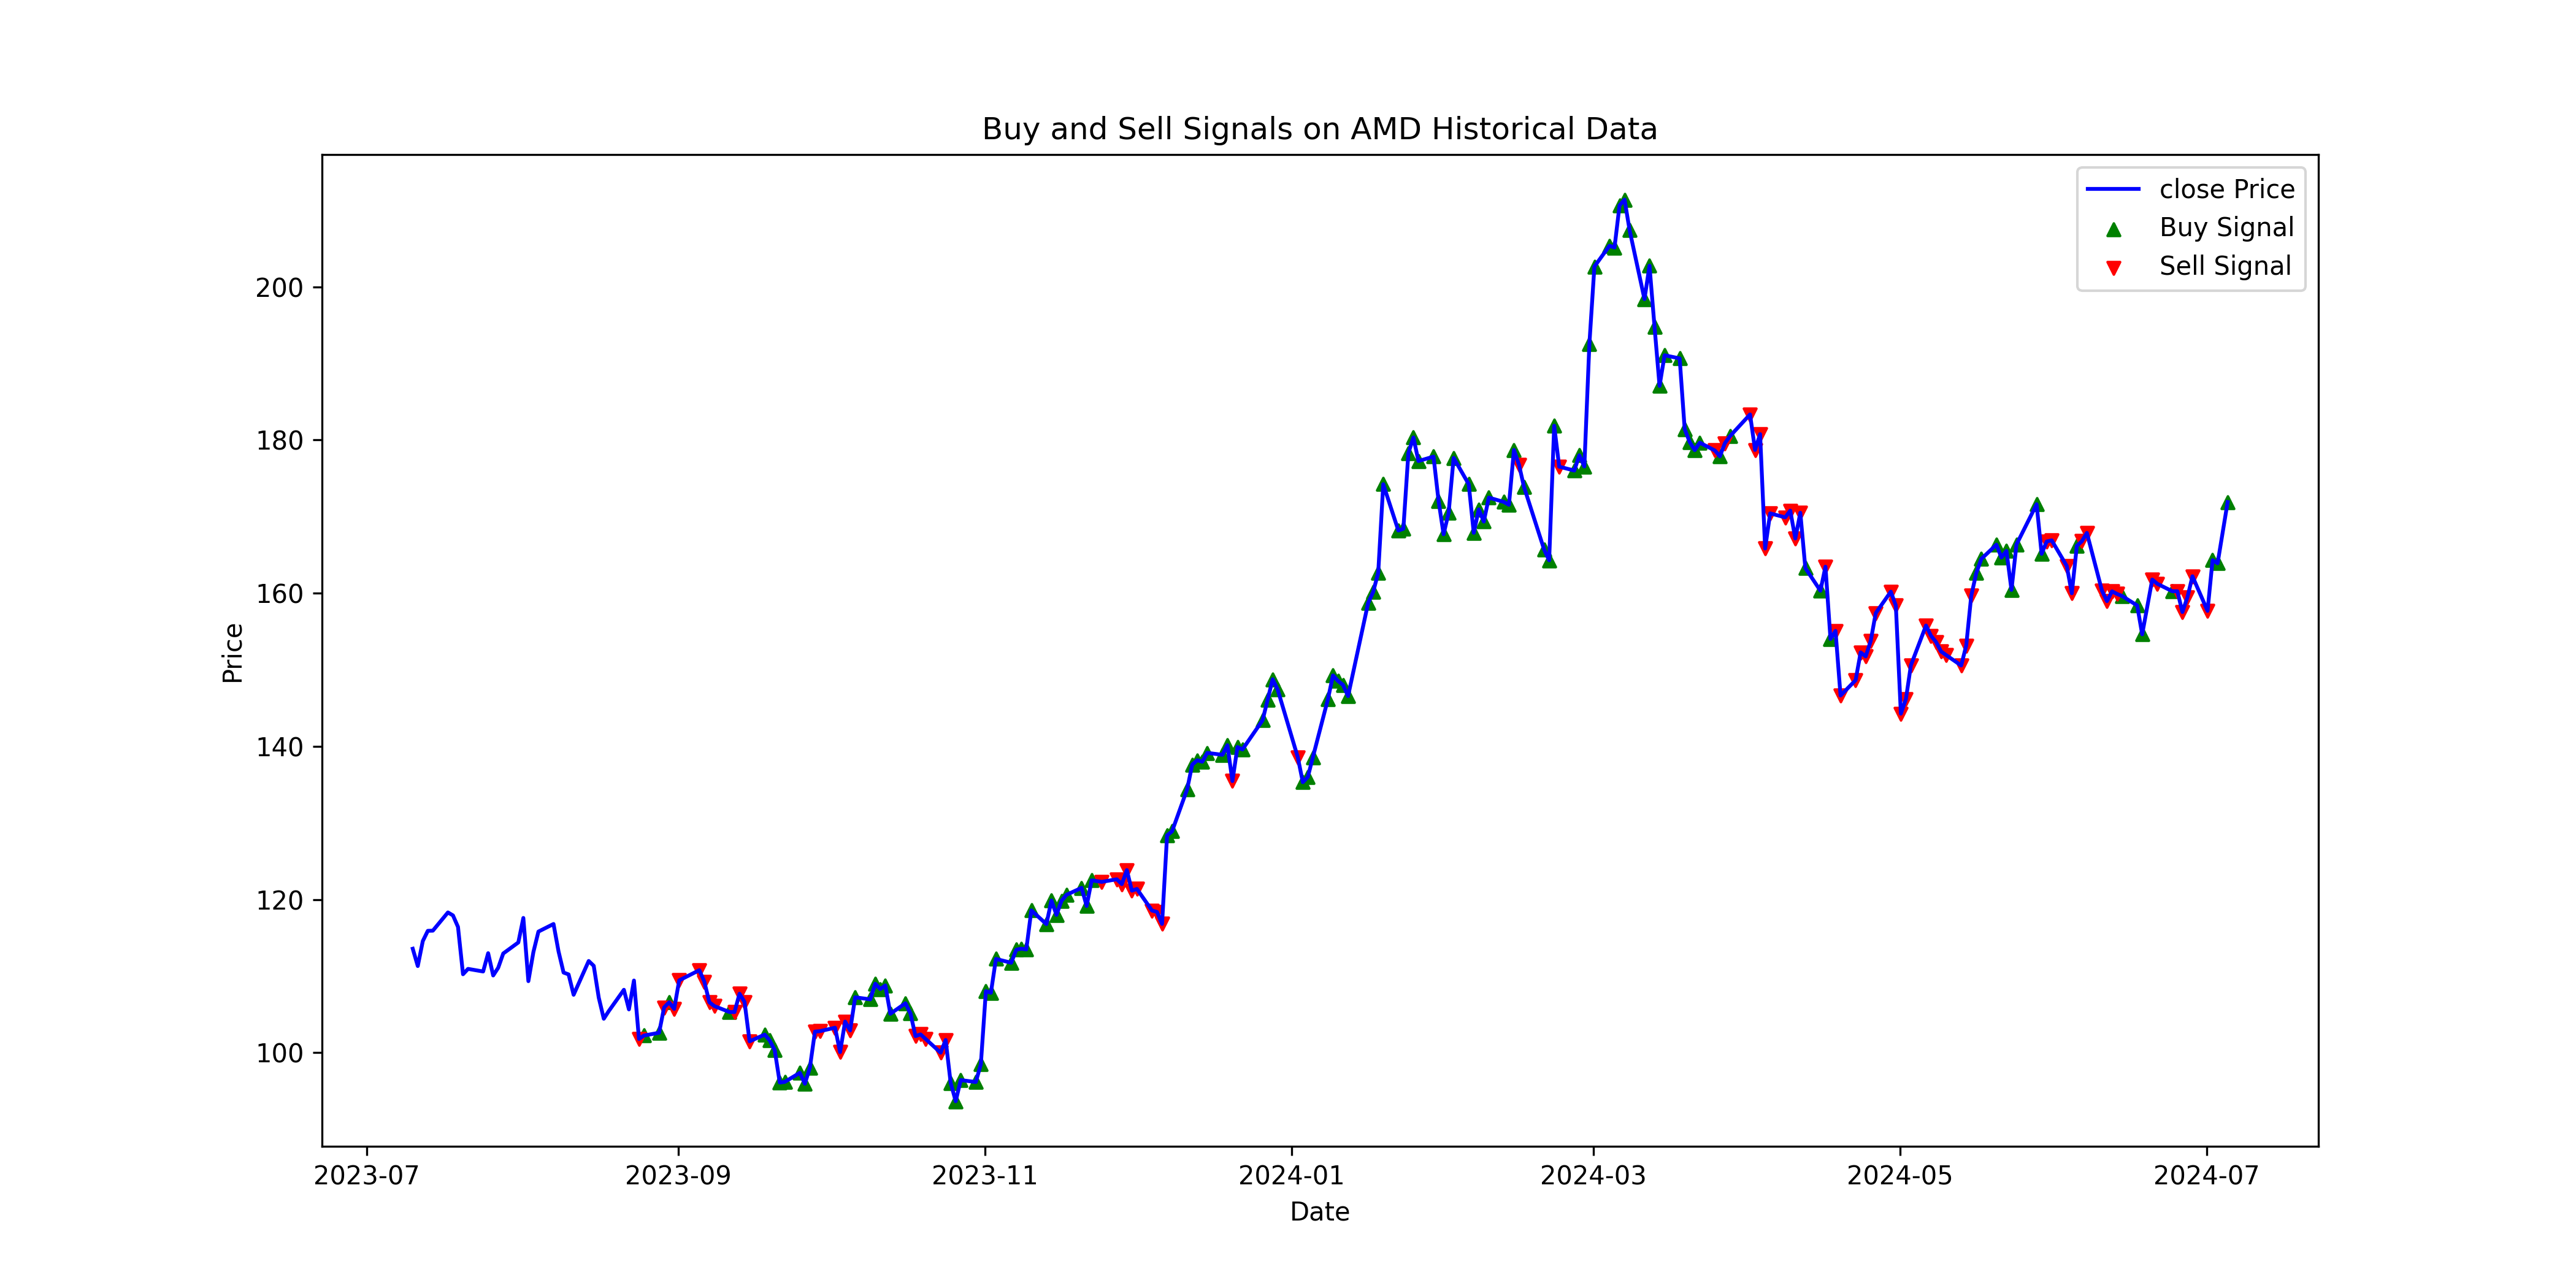 Buy and Sell Signals on AMD Historical Data
close Price
Buy Signal
Sell Signal
200
180
160
140
120
100
Price
2023-07
2023-09
2023-11
2024-01
2024-03
2024-05
2024-07
Date